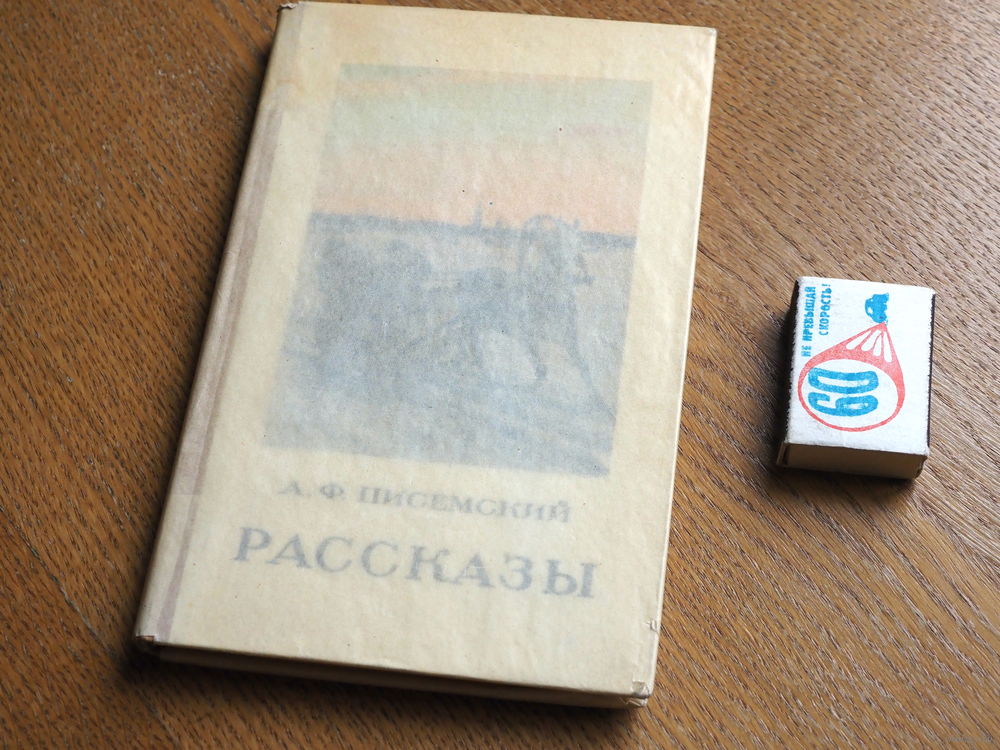 А. Ф. ПИСЕМСКИЙ
РАССКАЗЫ
НЕ ПРЕВЫШАЙ
СКОРОСТЬ!
60